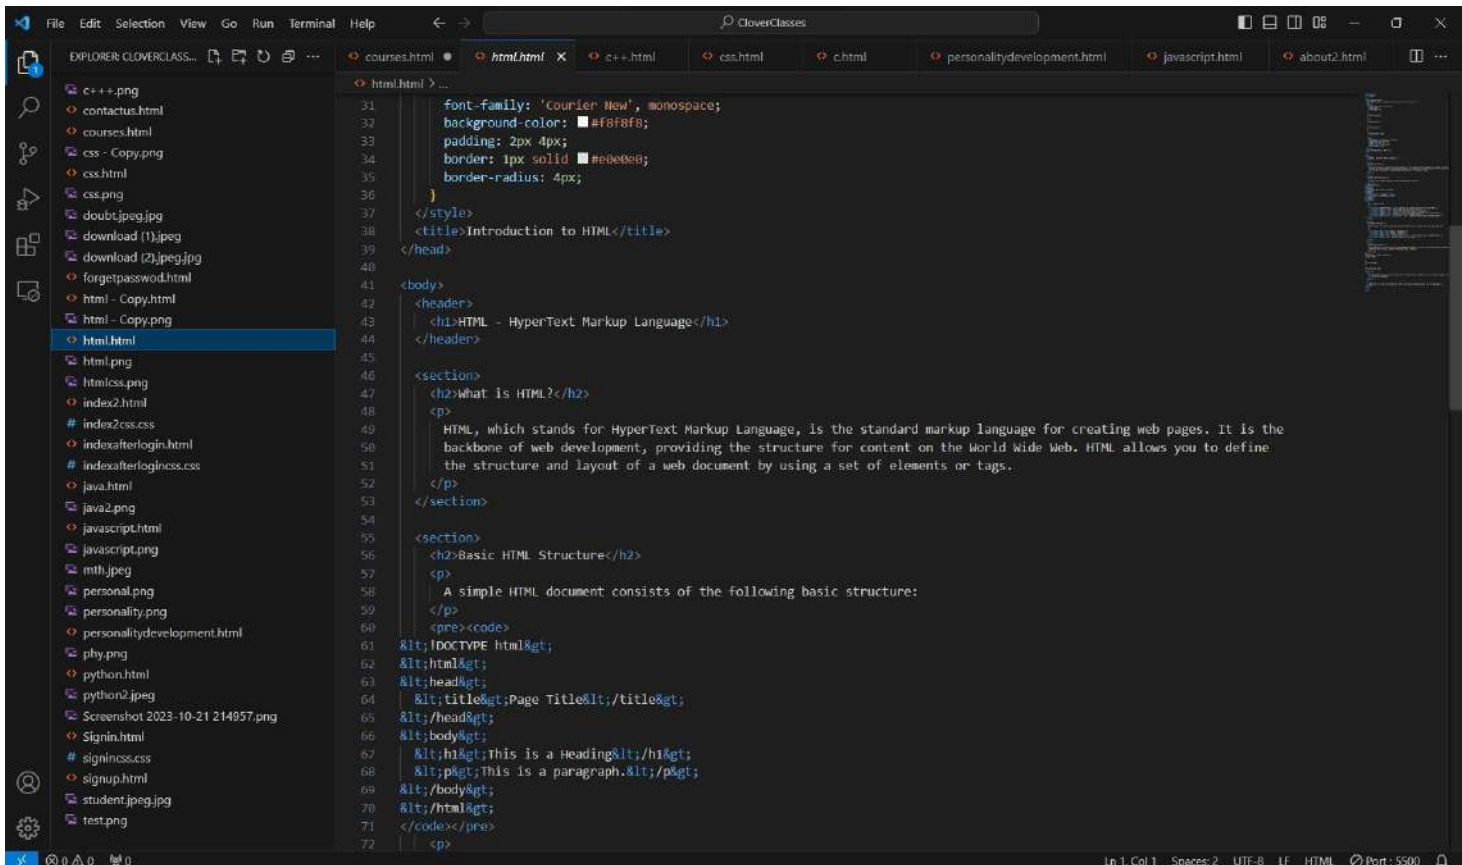 File Edit Selection View Go Run Terminal Help
CloverClasses
EXPLORER: CLOVERCLASS...
c+++.png
contactus.html
courses.html
css - Copy.png
css.html
css.png
doubt.jpeg.jpg
download (1).jpeg
download (2).jpeg.jpg
forgetpasswod.html
html - Copy.html
html - Copy.png
html.html
html.png
htmlcss.png
index2.html
index2css.css
indexafterlogin.html
indexafterlogincss.css
java.html
java2.png
javascript.html
javascript.png
mth.jpeg
personal.png
personality.png
personalitydevelopment.html
phy.png
python.html
python2.jpeg
Screenshot 2023-10-21 214957.png
Signin.html
signincss.css
signup.html
student.jpeg.jpg
test.png
courses.html html.html c++.html css.html c.html personalitydevelopment.html javascript.html about2.html
html.html > ...
31 font-family: 'Courier New', monospace;
32 background-color: #f8f8f8;
33 padding: 2px 4px;
34 border: 1px solid #e0e0e0;
35 border-radius: 4px;
36 }
37 </style>
38 <title>Introduction to HTML</title>
39 </head>
40
41 <body>
42 <header>
43 <h1>HTML - HyperText Markup Language</h1>
44 </header>
45
46 <section>
47 <h2>What is HTML?</h2>
48 <p>
49 HTML, which stands for HyperText Markup Language, is the standard markup language for creating web pages. It is the
50 backbone of web development, providing the structure for content on the World Wide Web. HTML allows you to define
51 the structure and layout of a web document by using a set of elements or tags.
52 </p>
53 </section>
54
55 <section>
56 <h2>Basic HTML Structure</h2>
57 <p>
58 A simple HTML document consists of the following basic structure:
59 </p>
60 <pre><code>
61 &lt;!DOCTYPE html&gt;
62 &lt;html&gt;
63 &lt;head&gt;
64 &lt;title&gt;Page Title&lt;/title&gt;
65 &lt;/head&gt;
66 &lt;body&gt;
67 &lt;h1&gt;This is a Heading&lt;/h1&gt;
68 &lt;p&gt;This is a paragraph.&lt;/p&gt;
69 &lt;/body&gt;
70 &lt;/html&gt;
71 </code></pre>
72 <p>
0 0 0 Ln 1, Col 1 Spaces: 2 UTF-8 LF HTML Port : 5500